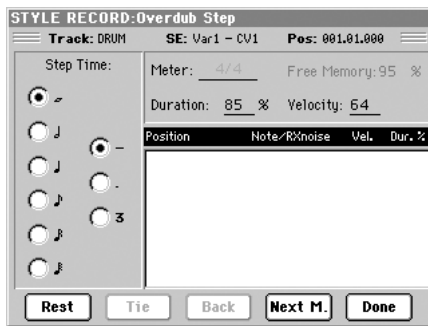 STYLE RECORD:Overdub Step
Track: DRUM SE: Var1 - CV1 Pos: 001.01.000
Step Time:
Meter: 4/4 Free Memory: 95 %
Duration: 85 % Velocity: 64
Position Note/RXnoise Vel. Dur. %
-
.
3
Rest Tie Back Next M. Done